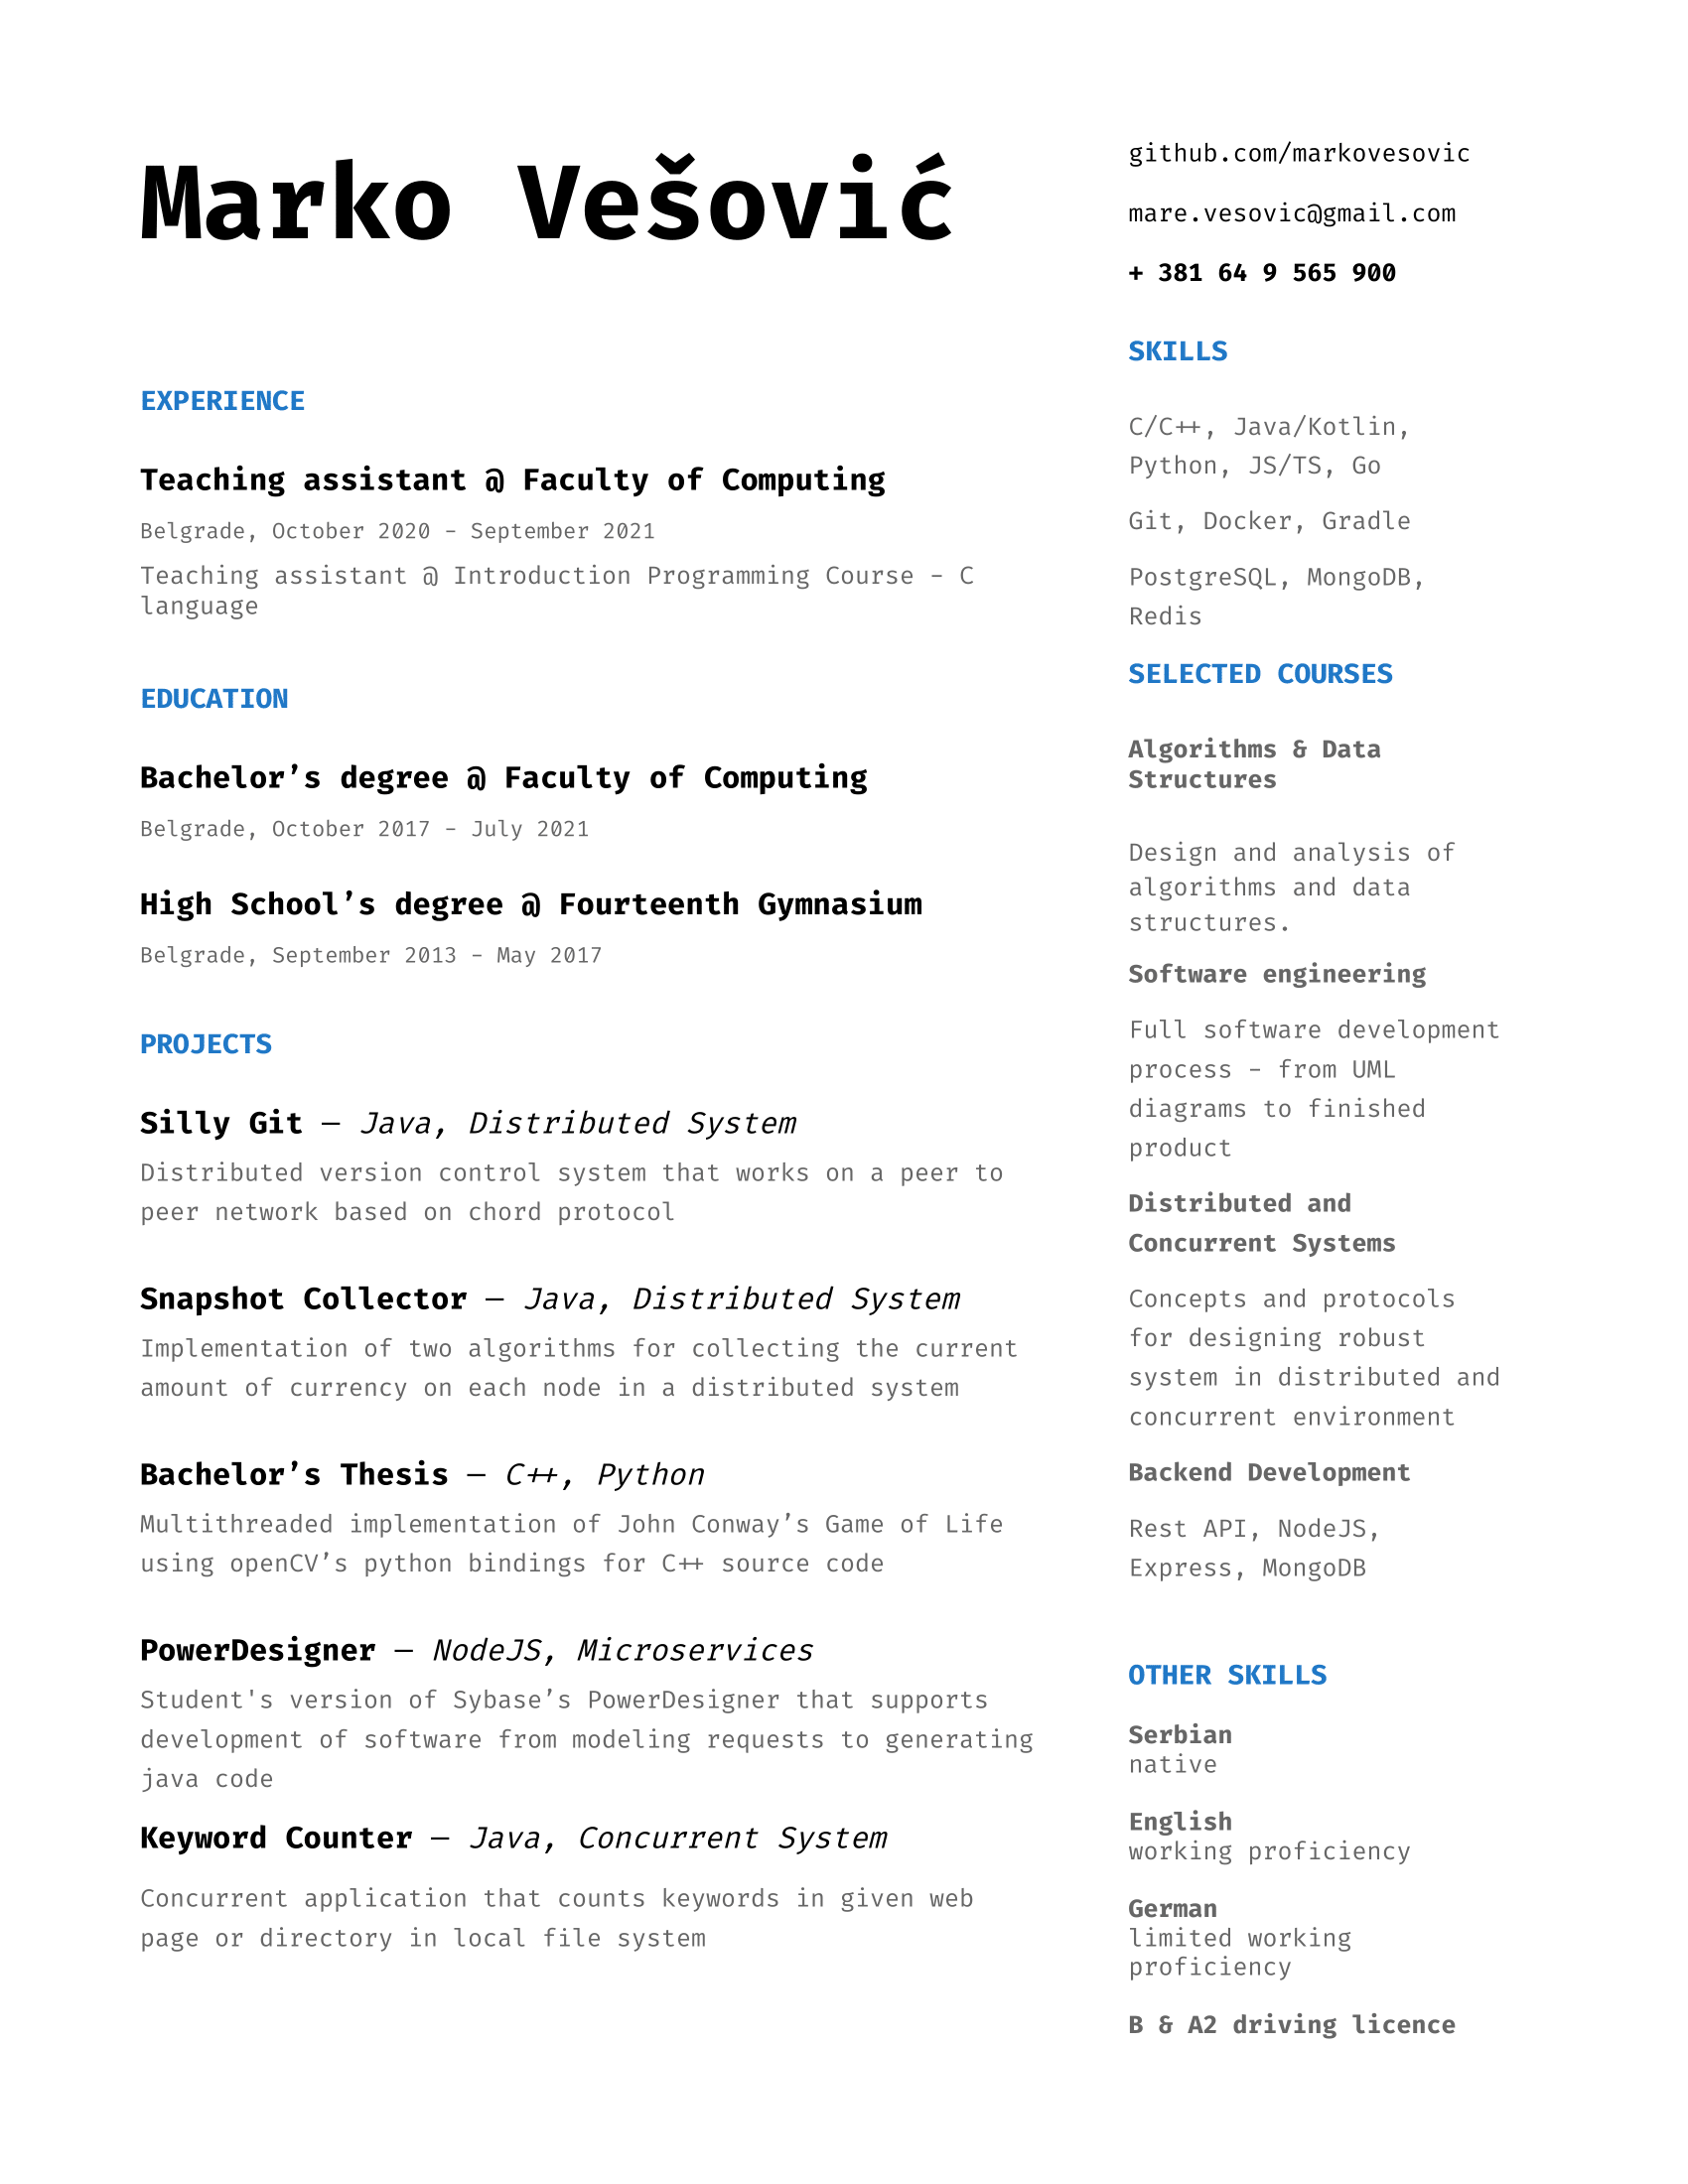 Marko Vešović
EXPERIENCE
Teaching assistant @ Faculty of Computing
Belgrade, October 2020 - September 2021
Teaching assistant @ Introduction Programming Course - C
language
EDUCATION
Bachelor’s degree @ Faculty of Computing
Belgrade, October 2017 - July 2021
High School’s degree @ Fourteenth Gymnasium
Belgrade, September 2013 - May 2017
PROJECTS
Silly Git — Java, Distributed System
Distributed version control system that works on a peer to
peer network based on chord protocol
Snapshot Collector — Java, Distributed System
Implementation of two algorithms for collecting the current
amount of currency on each node in a distributed system
Bachelor’s Thesis — C++, Python
Multithreaded implementation of John Conway’s Game of Life
using openCV’s python bindings for C++ source code
PowerDesigner — NodeJS, Microservices
Student's version of Sybase’s PowerDesigner that supports
development of software from modeling requests to generating
java code
Keyword Counter — Java, Concurrent System
Concurrent application that counts keywords in given web
page or directory in local file system
github.com/markovesovic
mare.vesovic@gmail.com
+ 381 64 9 565 900
SKILLS
C/C++, Java/Kotlin,
Python, JS/TS, Go
Git, Docker, Gradle
PostgreSQL, MongoDB,
Redis
SELECTED COURSES
Algorithms & Data
Structures
Design and analysis of
algorithms and data
structures.
Software engineering
Full software development
process - from UML
diagrams to finished
product
Distributed and
Concurrent Systems
Concepts and protocols
for designing robust
system in distributed and
concurrent environment
Backend Development
Rest API, NodeJS,
Express, MongoDB
OTHER SKILLS
Serbian
native
English
working proficiency
German
limited working
proficiency
B & A2 driving licence